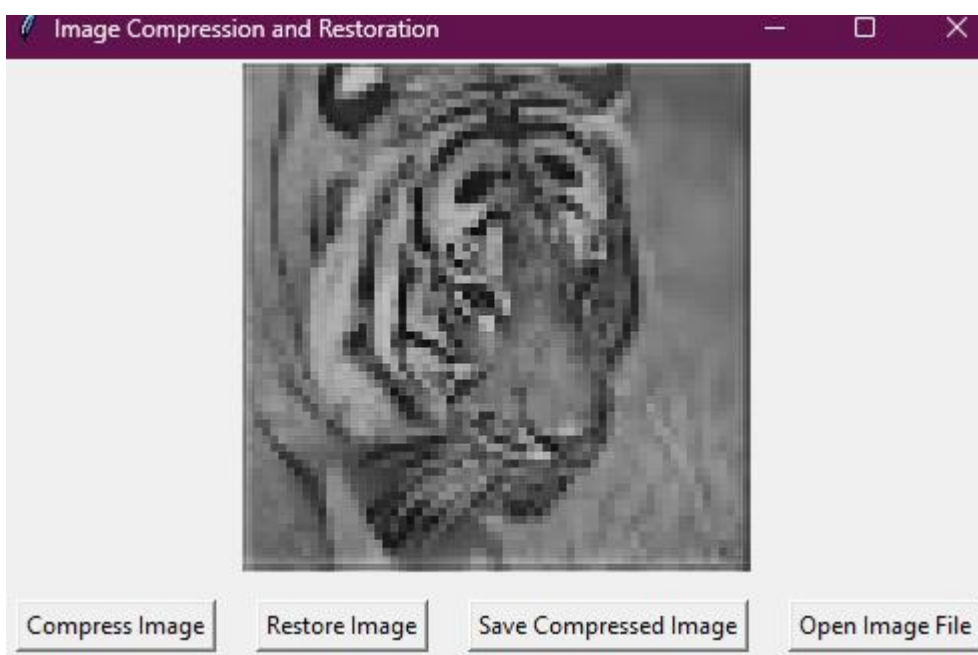 Image Compression and Restoration
Compress Image
Restore Image
Save Compressed Image
Open Image File